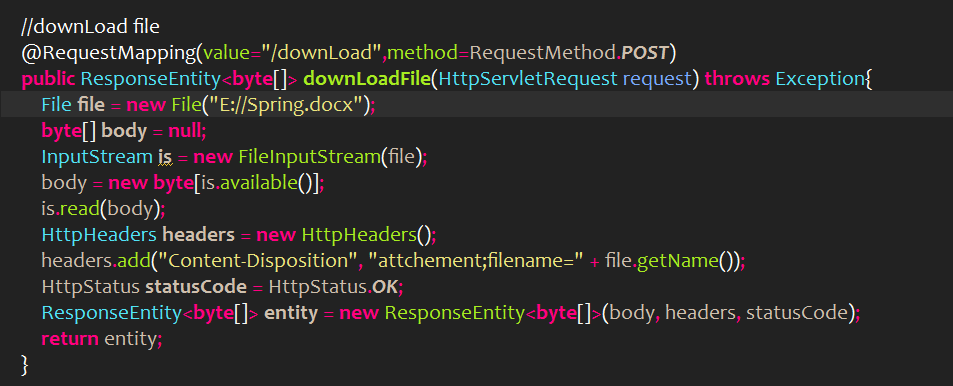 //downLoad file
@RequestMapping(value="/downLoad",method=RequestMethod.POST)
public ResponseEntity<byte[]> downLoadFile(HttpServletRequest request) throws Exception{
File file = new File("E://Spring.docx");
byte[] body = null;
InputStream is = new FileInputStream(file);
body = new byte[is.available()];
is.read(body);
HttpHeaders headers = new HttpHeaders();
headers.add("Content-Disposition", "attchement;filename=" + file.getName());
HttpStatus statusCode = HttpStatus.OK;
ResponseEntity<byte[]> entity = new ResponseEntity<byte[]>(body, headers, statusCode);
return entity;
}